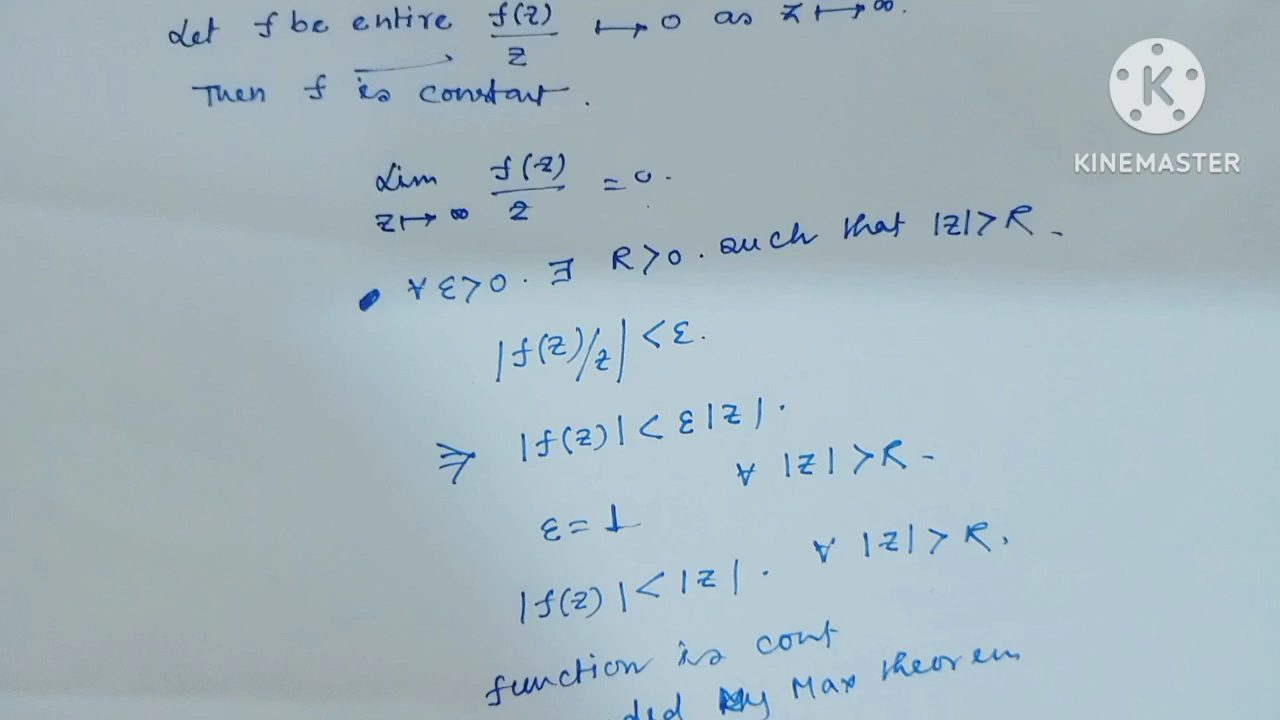 Let f be entire f(z)/z ↦ 0 as z ↦ ∞.
Then f is constant.
K
KINEMASTER
Lim z↦∞ f(z)/z = 0.
∀ ε>0. ∃ R>0. such that |z|>R.
|f(z)/z| < ε.
⇒ |f(z)| < ε|z|.
∀ |z|>R.
ε = 1
|f(z)| < |z|. ∀ |z|>R.
function is cont
Max theorem